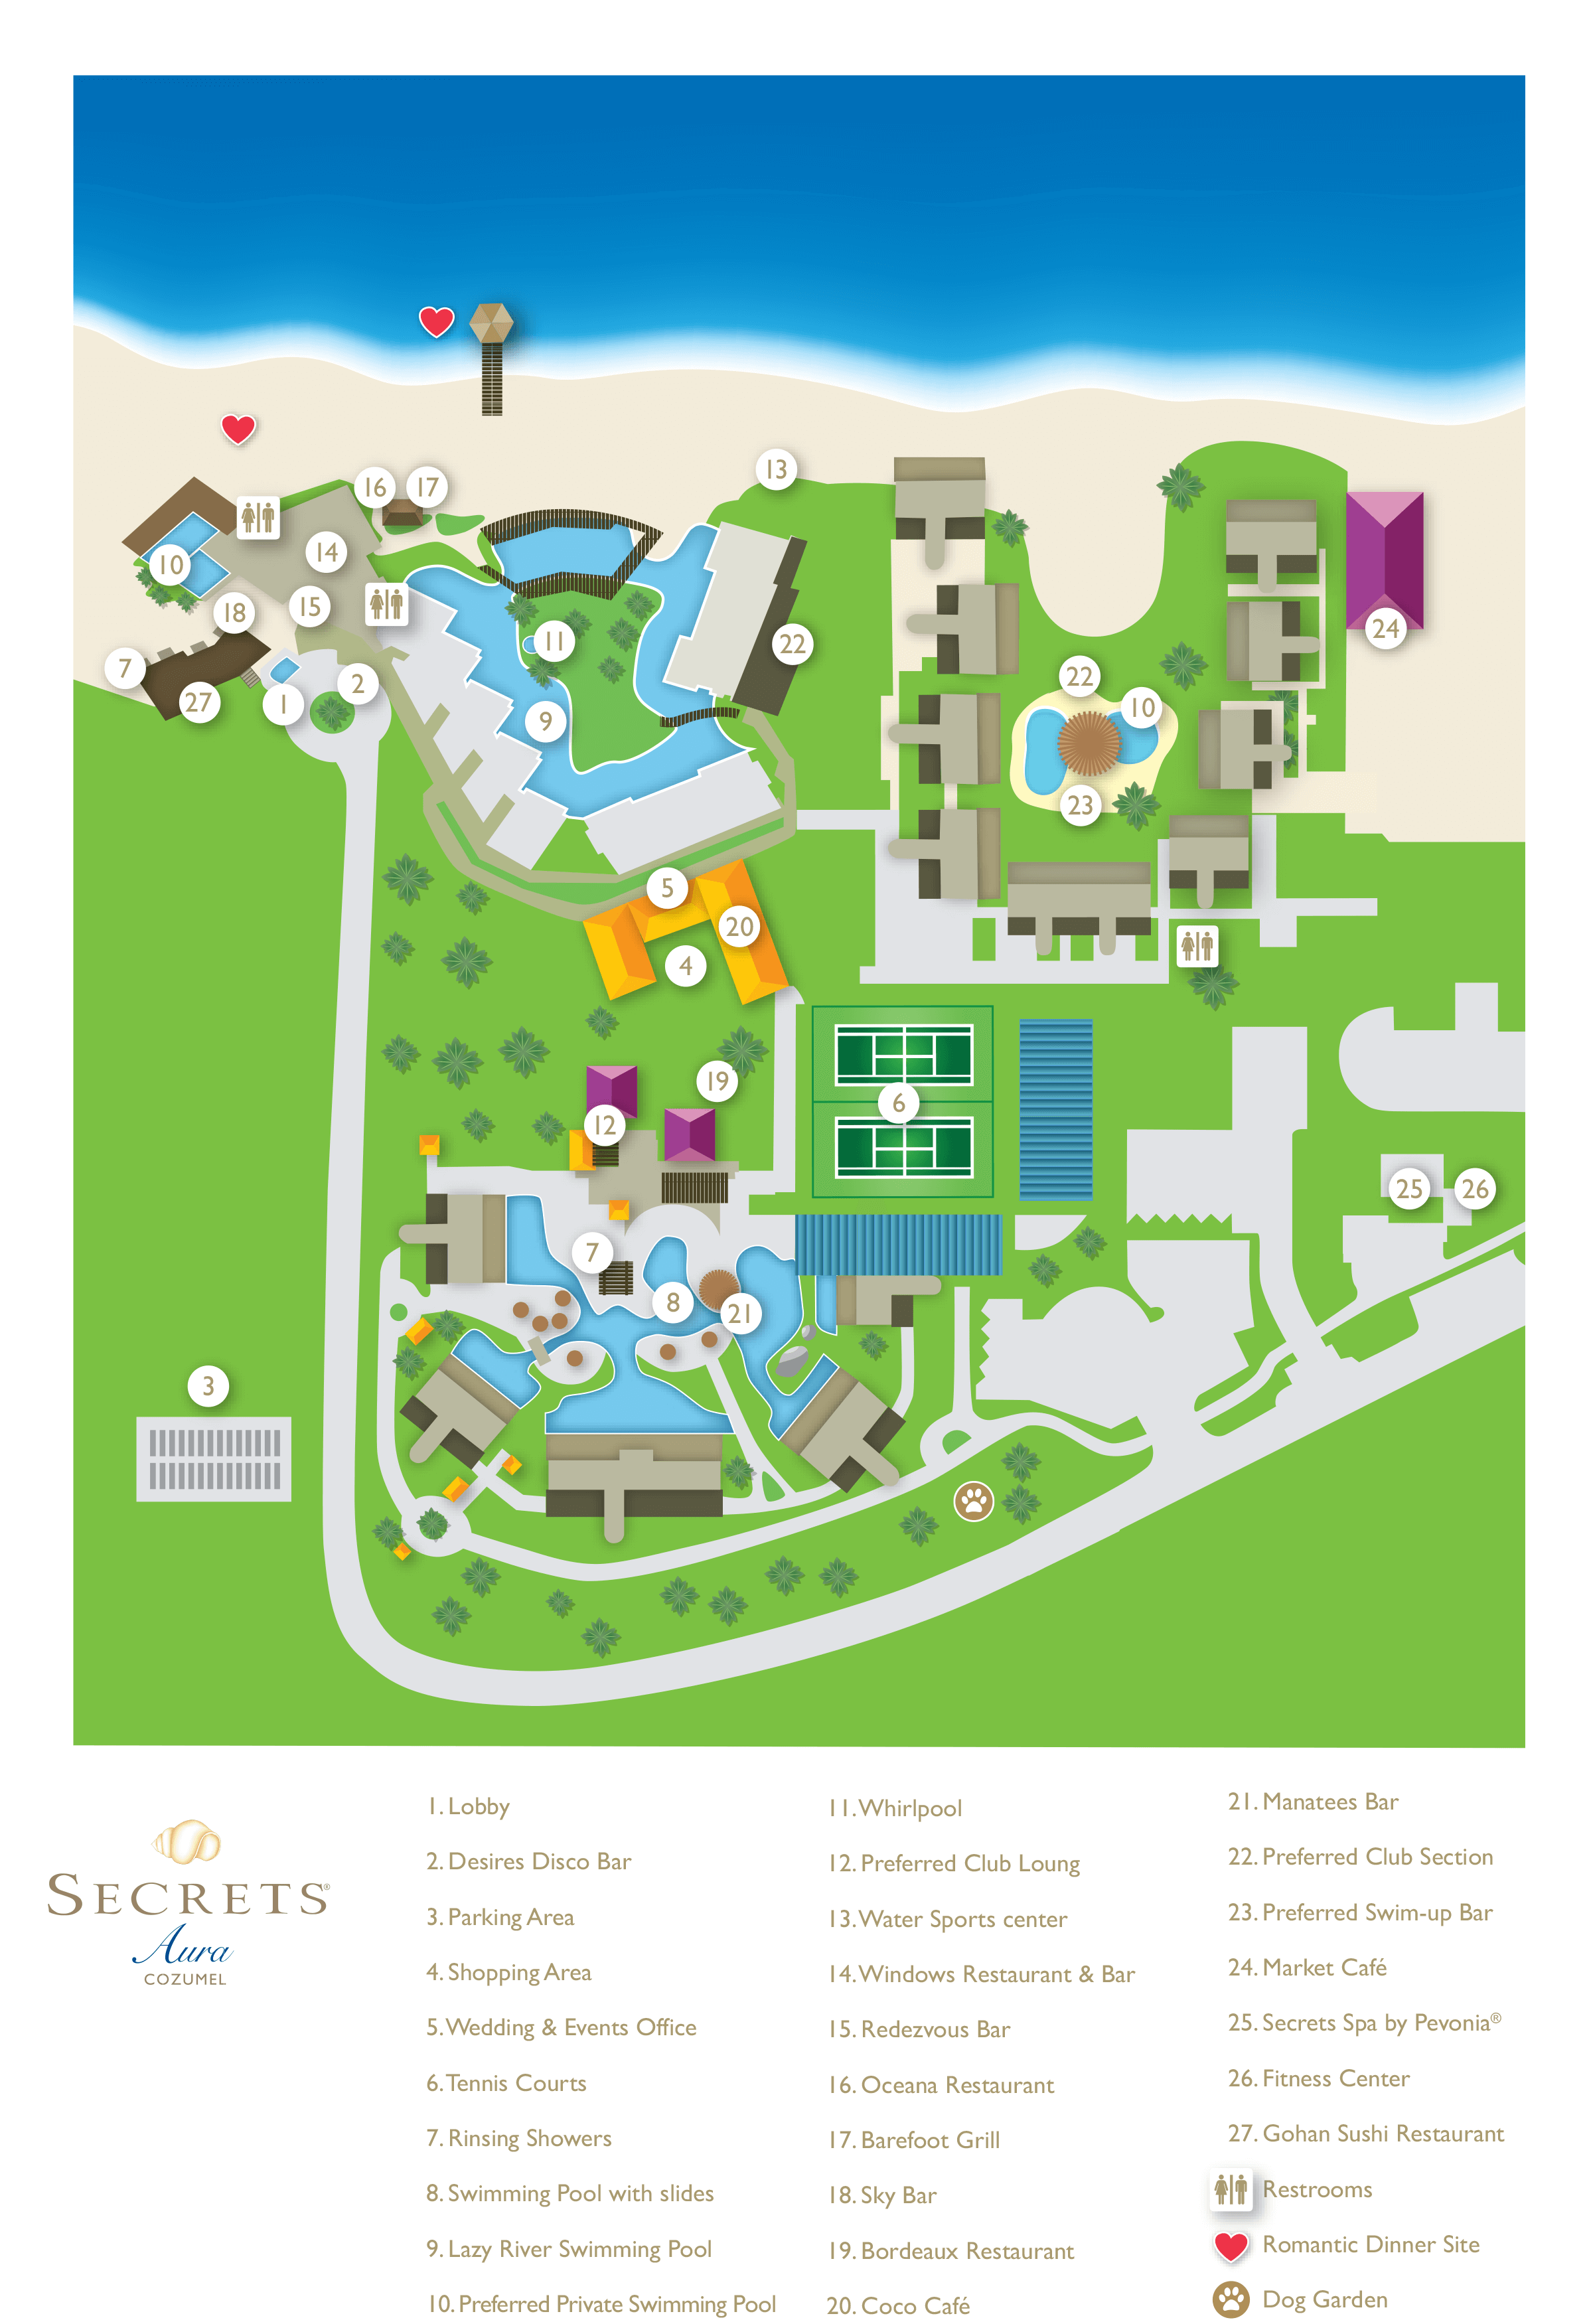 13
16 17
14
10
15
18
11
24
22
7
2
22
27
1
10
9
23
5
20
4
19
6
12
25 26
7
8
21
3
SECRETS®
Aura
COZUMEL
1. Lobby
2. Desires Disco Bar
3. Parking Area
4. Shopping Area
5. Wedding & Events Office
6. Tennis Courts
7. Rinsing Showers
8. Swimming Pool with slides
9. Lazy River Swimming Pool
10. Preferred Private Swimming Pool
11. Whirlpool
12. Preferred Club Loung
13. Water Sports center
14. Windows Restaurant & Bar
15. Redezvous Bar
16. Oceana Restaurant
17. Barefoot Grill
18. Sky Bar
19. Bordeaux Restaurant
20. Coco Café
21. Manatees Bar
22. Preferred Club Section
23. Preferred Swim-up Bar
24. Market Café
25. Secrets Spa by Pevonia®
26. Fitness Center
27. Gohan Sushi Restaurant
Restrooms
Romantic Dinner Site
Dog Garden